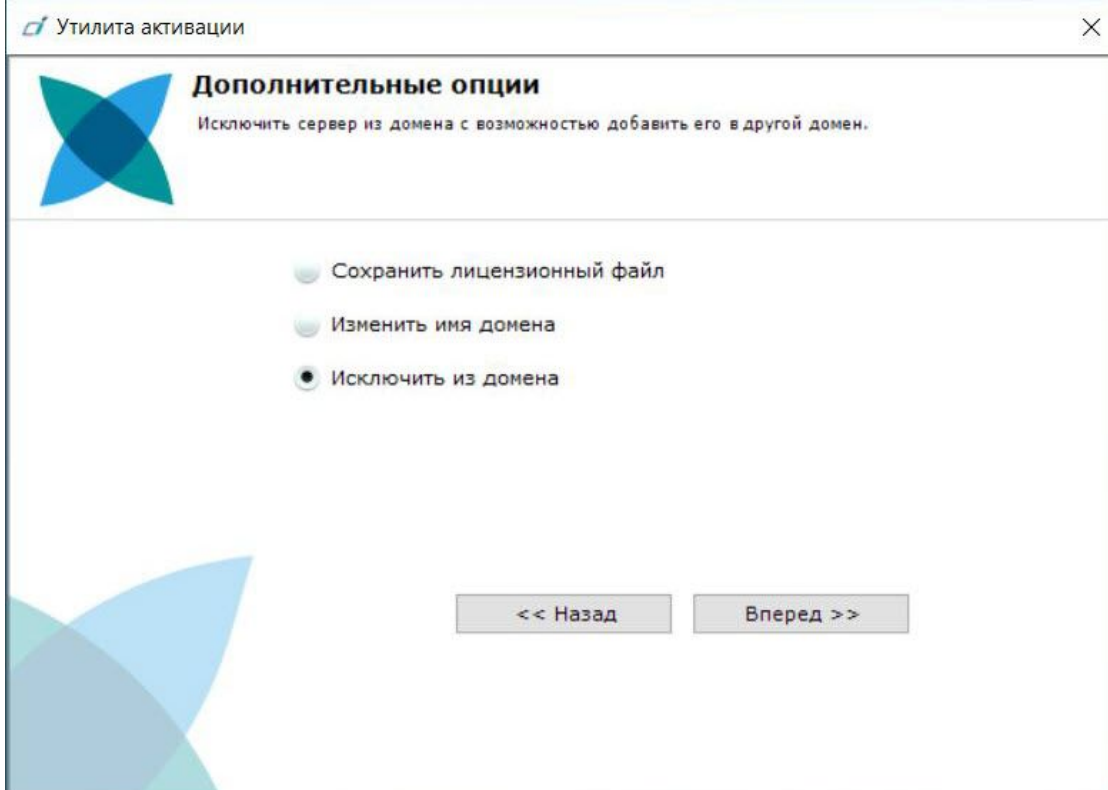 Утилита активации
Дополнительные опции
Исключить сервер из домена с возможностью добавить его в другой домен.
Сохранить лицензионный файл
Изменить имя домена
Исключить из домена
<< Назад
Вперед >>